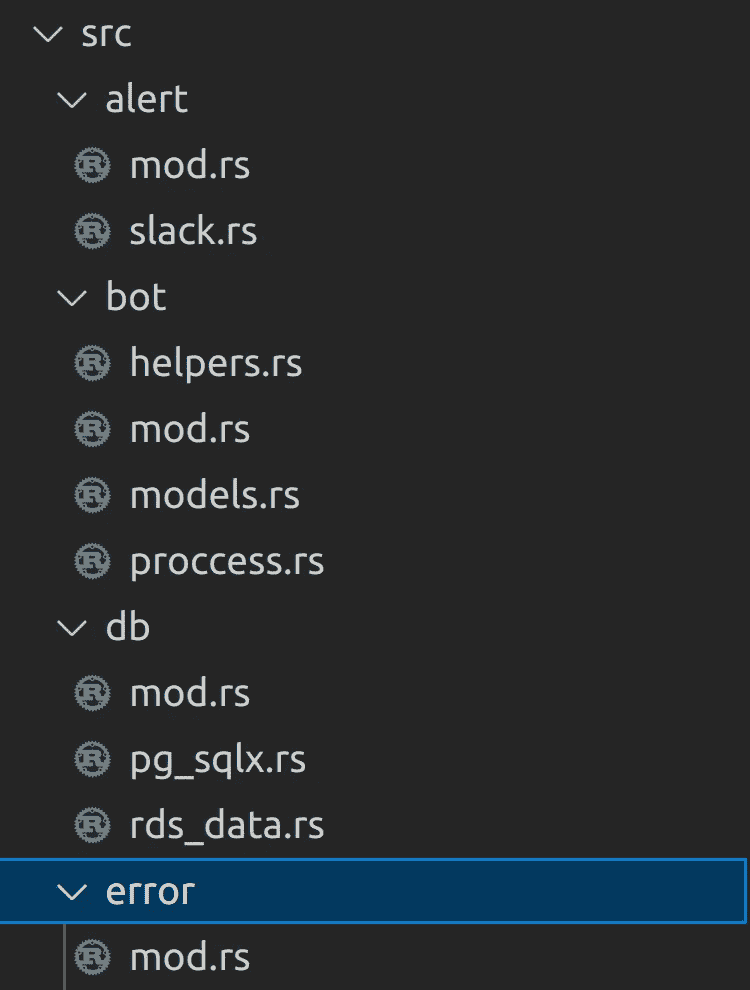 src
alert
mod.rs
slack.rs
bot
helpers.rs
mod.rs
models.rs
proccess.rs
db
mod.rs
pg_sqlx.rs
rds_data.rs
error
mod.rs